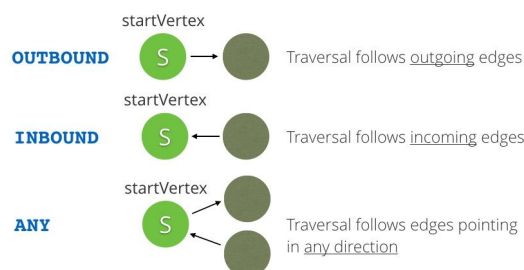 startVertex
OUTBOUND S Traversal follows outgoing edges
startVertex
INBOUND S Traversal follows incoming edges
startVertex
S
ANY Traversal follows edges pointing
in any direction